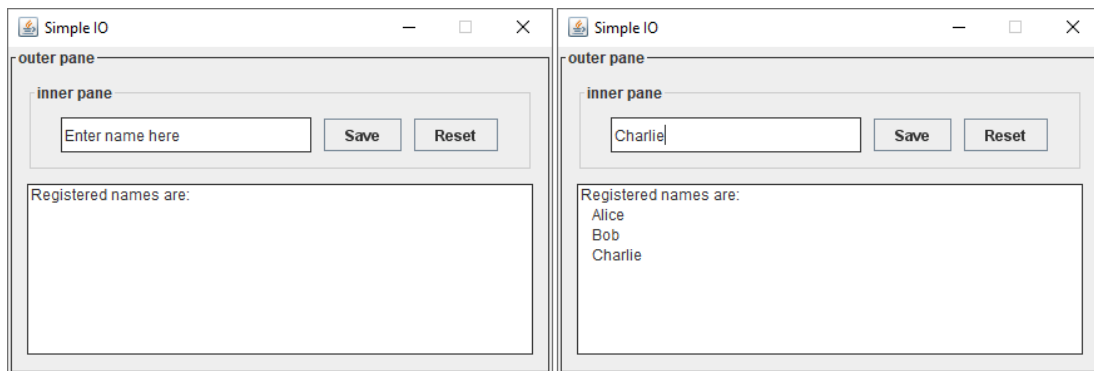 Simple IO
outer pane
inner pane
Enter name here Save Reset
Registered names are:
Simple IO
outer pane
inner pane
Charlie Save Reset
Registered names are:
Alice
Bob
Charlie